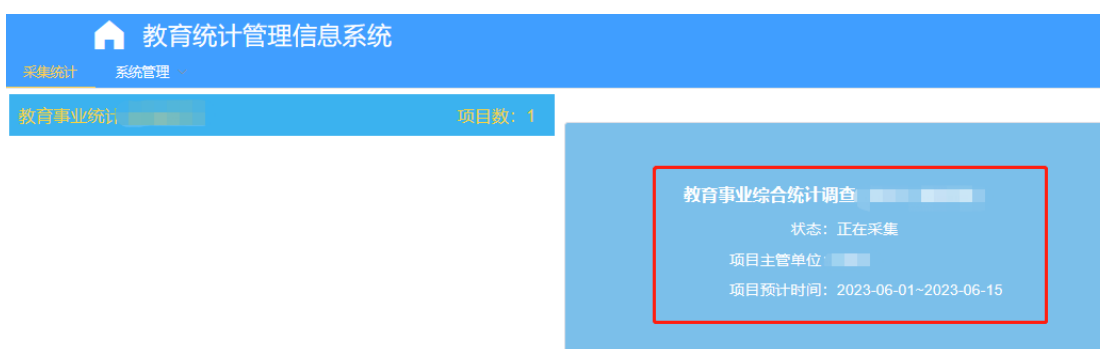 教育统计管理信息系统
采集统计 系统管理
教育事业统计 项目数：1
教育事业综合统计调查
状态：正在采集
项目主管单位
项目预计时间：2023-06-01~2023-06-15